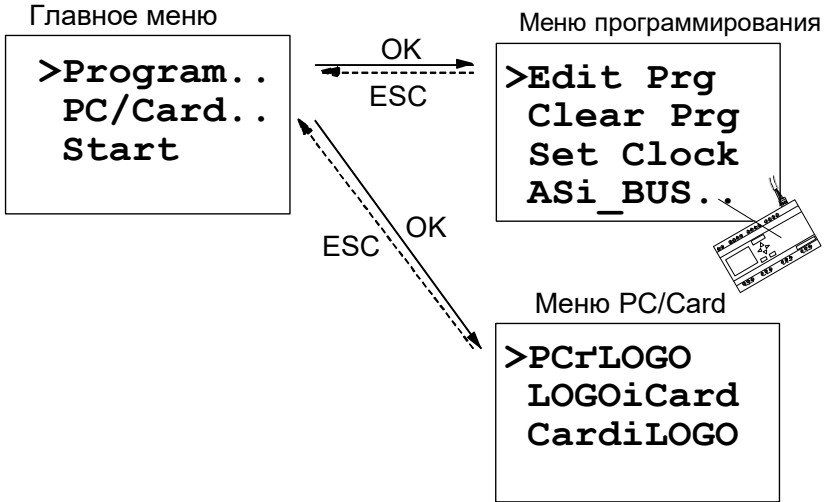 Главное меню
>Program..
PC/Card..
Start
OK
ESC
Меню программирования
>Edit Prg
Clear Prg
Set Clock
ASi_BUS..
OK
ESC
Меню PC/Card
>PCґLOGO
LOGOiCard
CardiLOGO